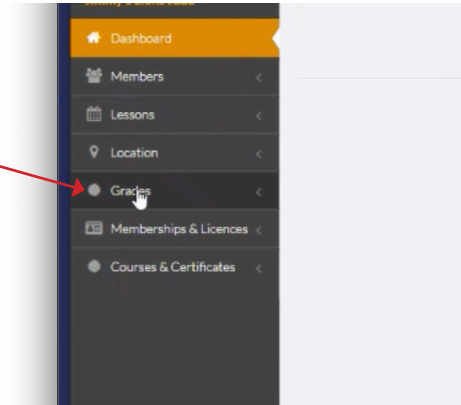 Dashboard
Members
Lessons
Location
Grades
Memberships & Licences
Courses & Certificates